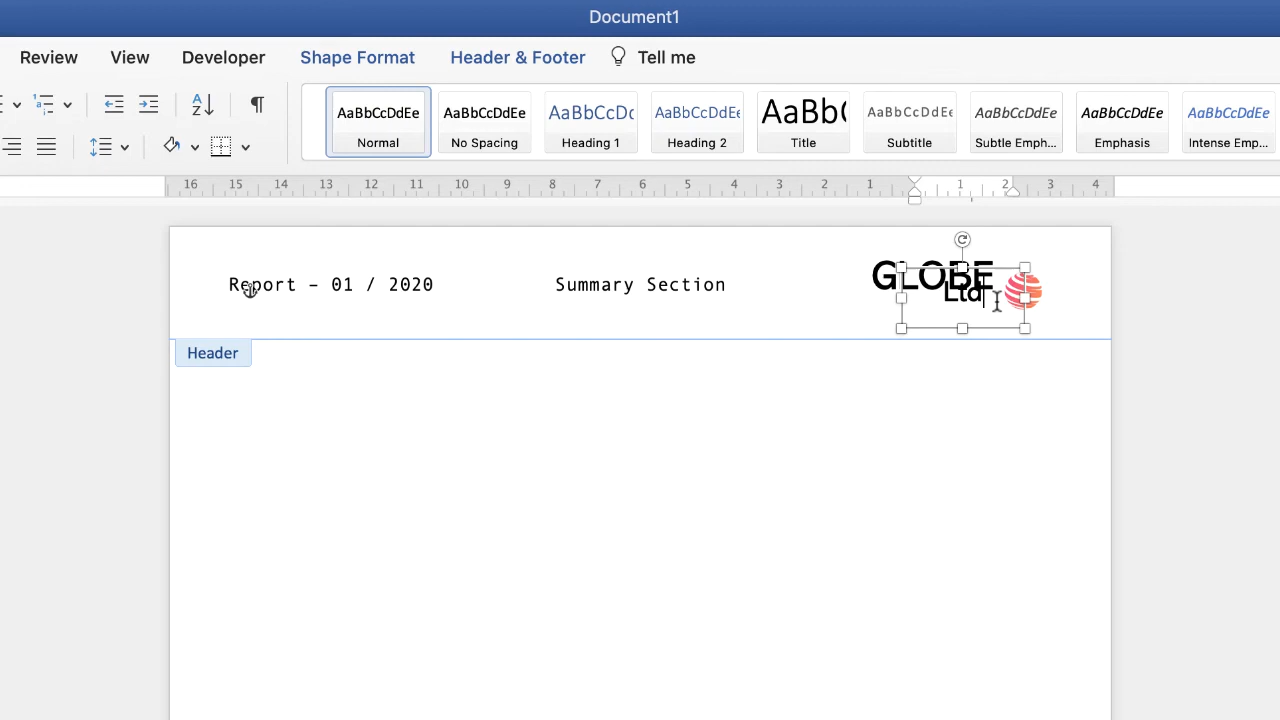 Document1
Review View Developer Shape Format Header & Footer Tell me
AaBbCcDdEe AaBbCcDdEe AaBbCcDc AaBbCcDdEe AaBb( AaBbCcDdEe AaBbCcDdEe AaBbCcDdEe AaBbCcDdEe
Normal No Spacing Heading 1 Heading 2 Title Subtitle Subtle Emph... Emphasis Intense Emp...
16 15 14 13 12 11 10 9 8 7 6 5 4 3 2 1 1 2 3 4
Report – 01 / 2020 Summary Section GLOBE
Ltd
Header